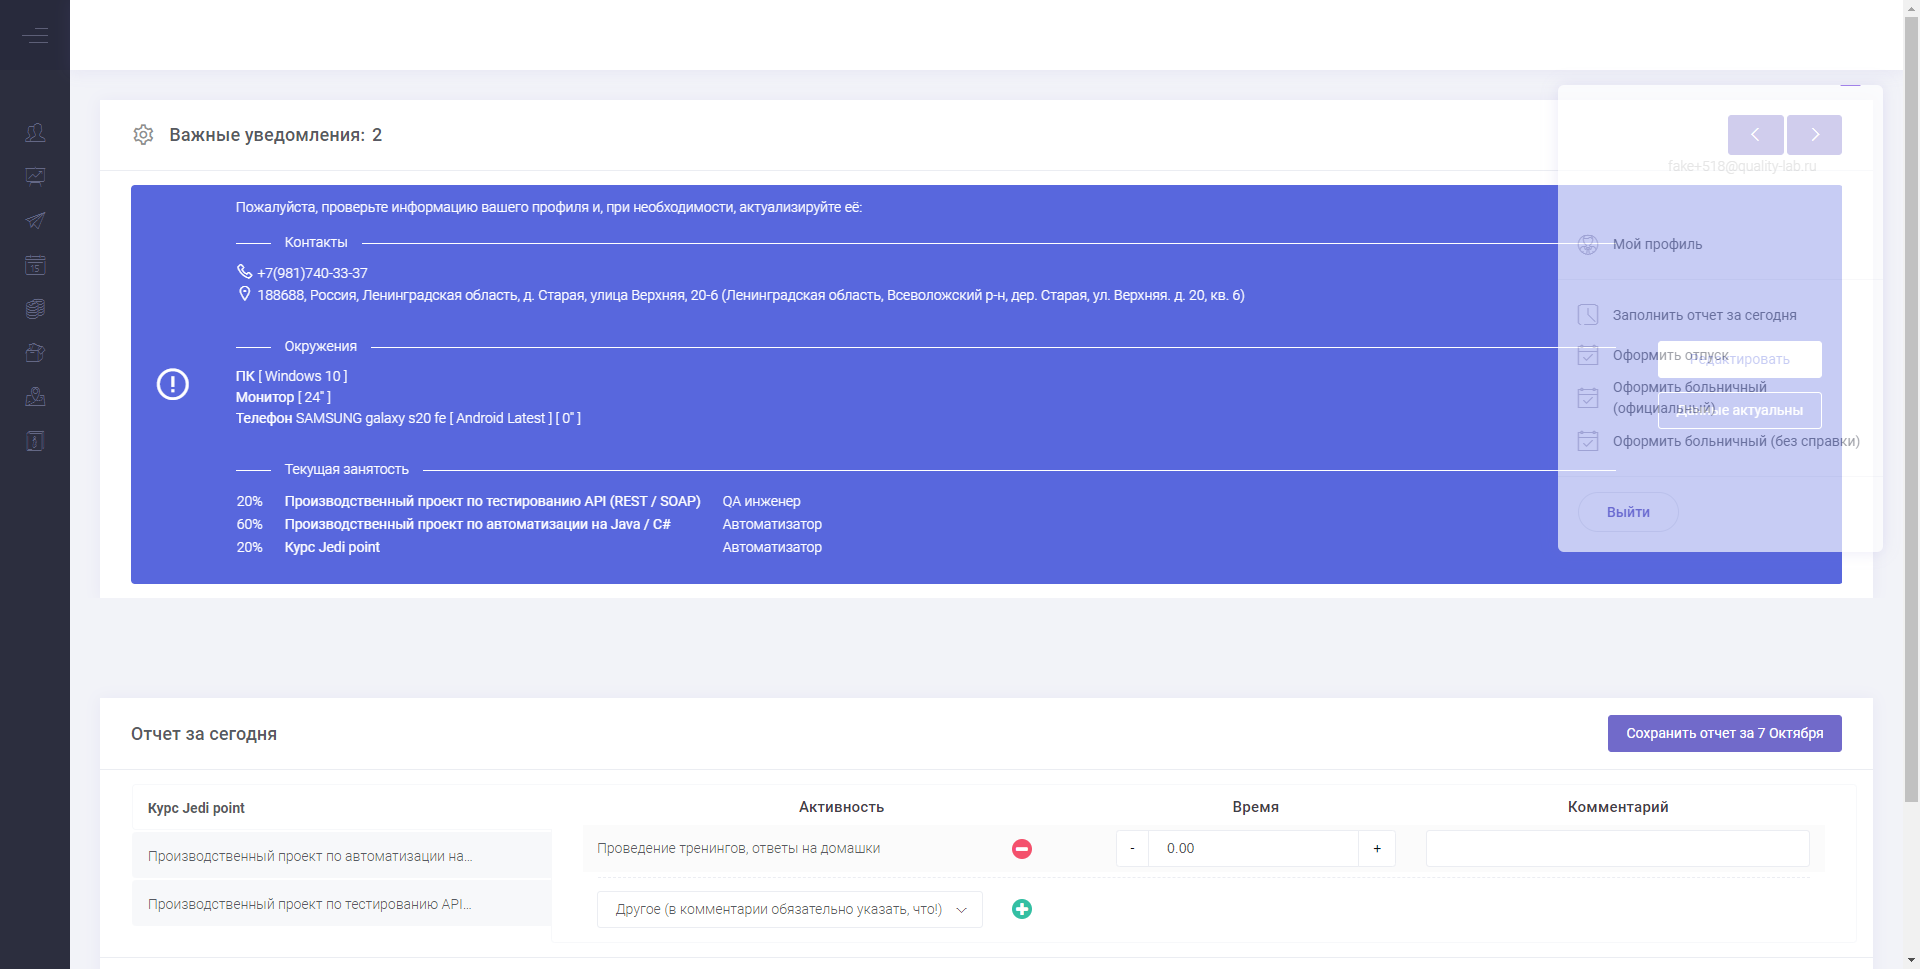 Важные уведомления: 2
fake+518@quality-lab.ru
Пожалуйста, проверьте информацию вашего профиля и, при необходимости, актуализируйте её:
Контакты
+7(981)740-33-37
188688, Россия, Ленинградская область, д. Старая, улица Верхняя, 20-6 (Ленинградская область, Всеволожский р-н, дер. Старая, ул. Верхняя. д. 20, кв. 6)
Окружения
ПК [ Windows 10 ]
Монитор [ 24" ]
Телефон SAMSUNG galaxy s20 fe [ Android Latest ] [ 0" ]
Текущая занятость
20% Производственный проект по тестированию API (REST / SOAP) QA инженер
60% Производственный проект по автоматизации на Java / C# Автоматизатор
20% Курс Jedi point Автоматизатор
Редактировать
Данные актуальны
Мой профиль
Заполнить отчет за сегодня
Оформить отпуск
Оформить больничный
(официальный)
Оформить больничный (без справки)
Выйти
Отчет за сегодня
Сохранить отчет за 7 Октября
Курс Jedi point
Производственный проект по автоматизации на...
Производственный проект по тестированию API...
Активность Время Комментарий
Проведение тренингов, ответы на домашки - 0.00 +
Другое (в комментарии обязательно указать, что!)
15